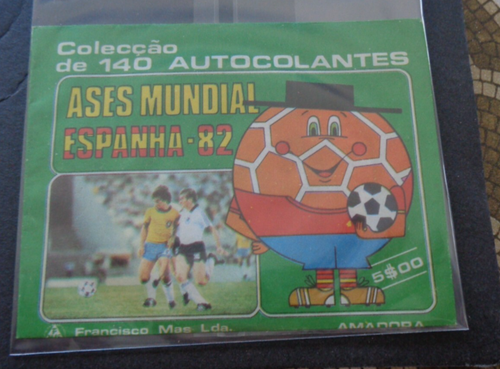 Colecção
de 140 AUTOCOLANTES
ASES MUNDIAL
ESPANHA-82
5$00
Francisco Mas Lda.
AMADORA